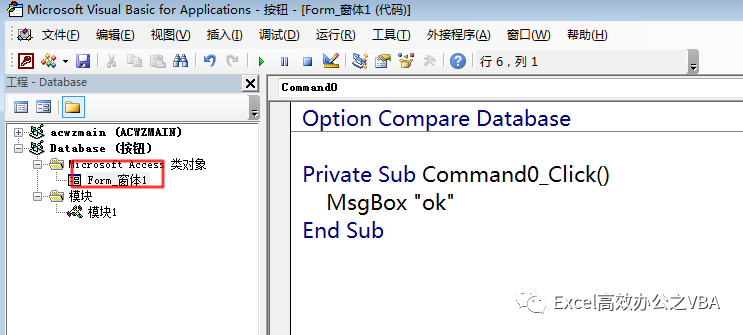 Microsoft Visual Basic for Applications - 按钮 - [Form_窗体1 (代码)]
文件(F) 编辑(E) 视图(V) 插入(I) 调试(D) 运行(R) 工具(T) 外接程序(A) 窗口(W) 帮助(H)
行 6, 列 1
工程 - Database
acwzmain (ACWZMAIN)
Database (按钮)
Microsoft Access 类对象
Form_窗体1
模块
模块1
Command0
Option Compare Database
Private Sub Command0_Click()
MsgBox "ok"
End Sub
Excel高效办公之VBA